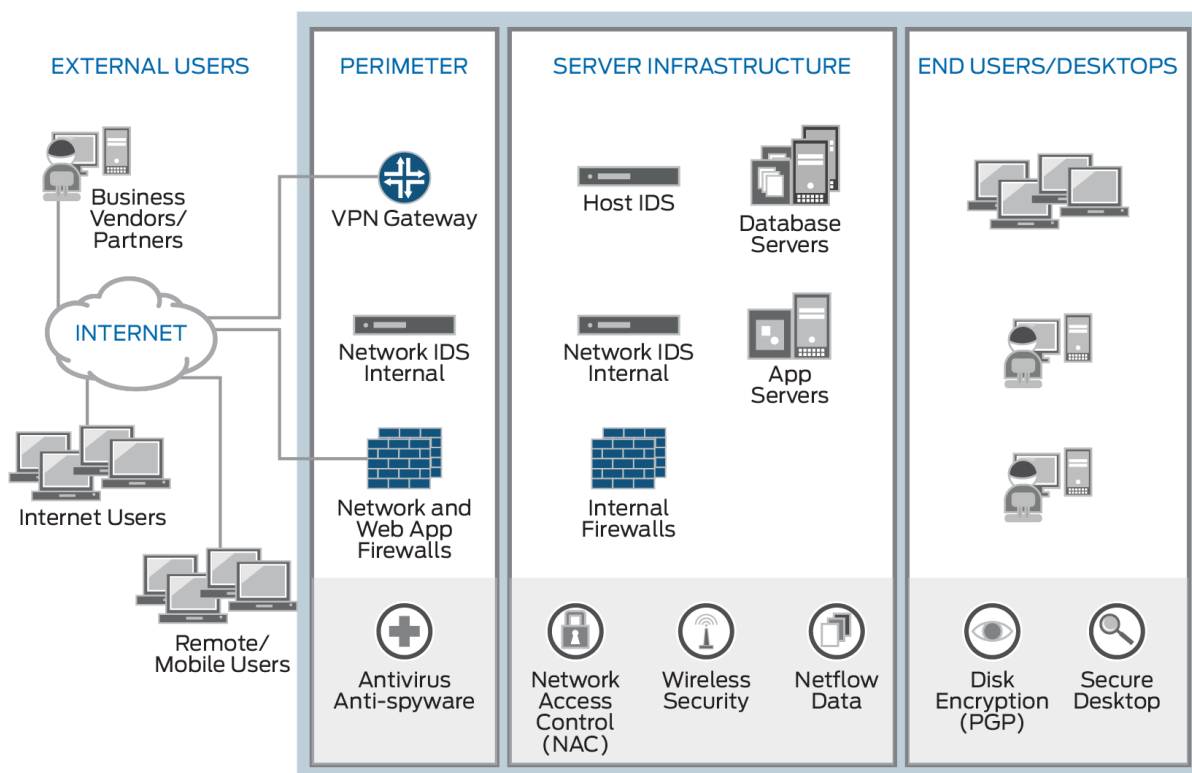 EXTERNAL USERS
Business
Vendors/
Partners
INTERNET
Internet Users
Remote/
Mobile Users
PERIMETER
VPN Gateway
Network IDS
Internal
Network and
Web App
Firewalls
Antivirus
Anti-spyware
SERVER INFRASTRUCTURE
Host IDS
Database
Servers
Network IDS
Internal
App
Servers
Internal
Firewalls
Network
Access
Control
(NAC)
Wireless
Security
Netflow
Data
END USERS/DESKTOPS
Disk
Encryption
(PGP)
Secure
Desktop